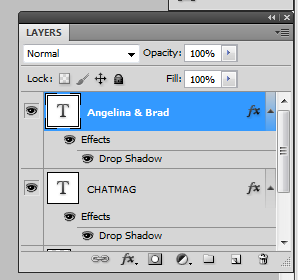 LAYERS
Normal Opacity: 100%
Lock: Fill: 100%
T Angelina & Brad fx
Effects
Drop Shadow
T CHATMAG fx
Effects
Drop Shadow
fx.